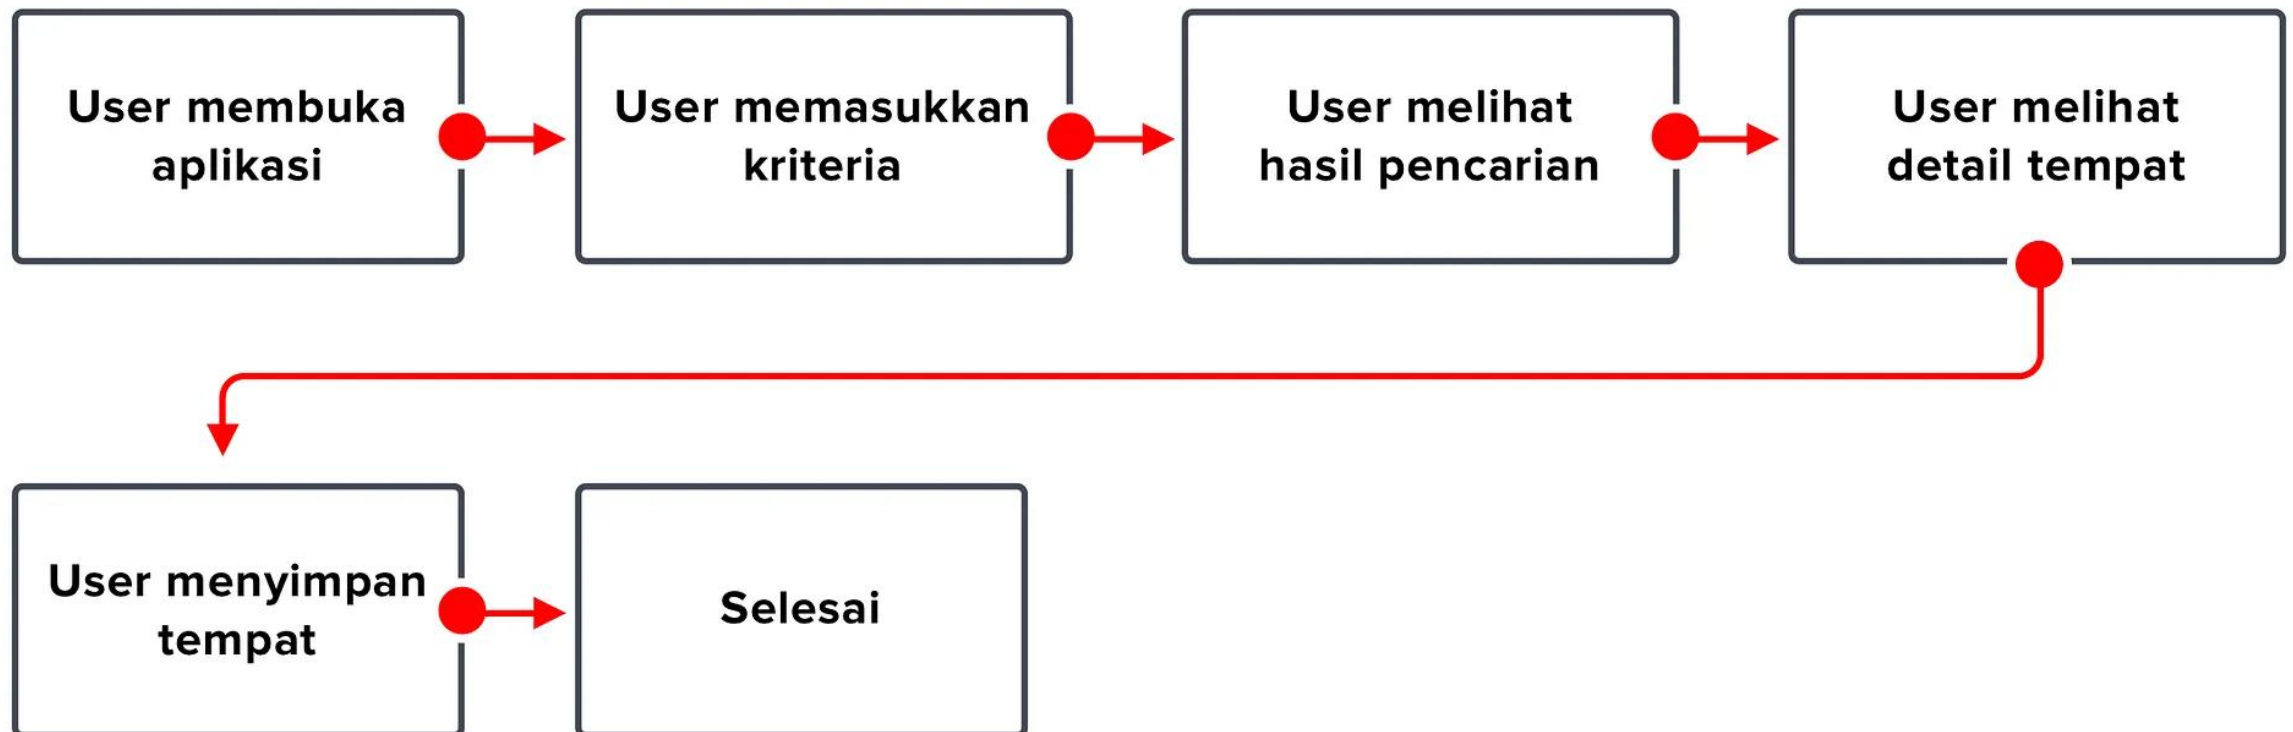 User membuka
aplikasi
User memasukkan
kriteria
User melihat
hasil pencarian
User melihat
detail tempat
User menyimpan
tempat
Selesai